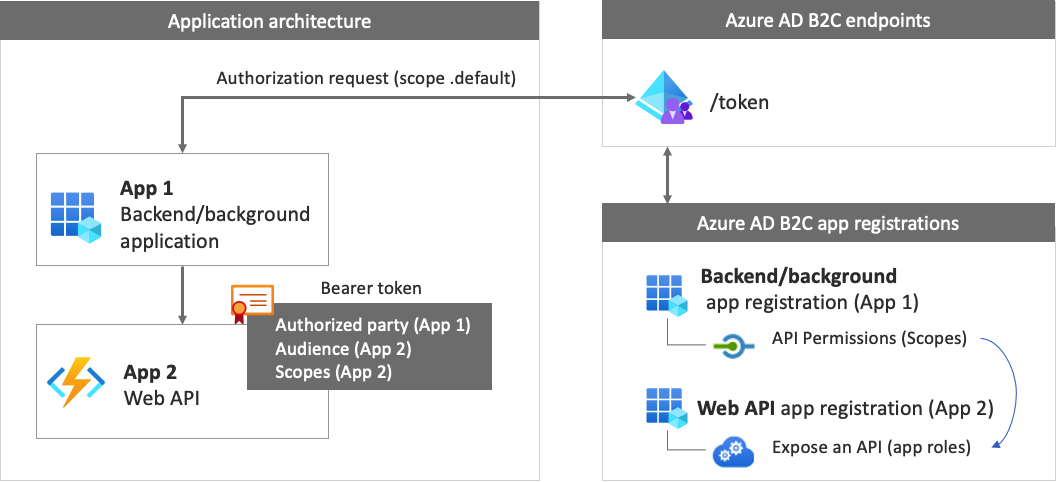 Application architecture
Authorization request (scope .default)
App 1
Backend/background
application
Bearer token
Authorized party (App 1)
Audience (App 2)
Scopes (App 2)
App 2
Web API
Azure AD B2C endpoints
/token
Azure AD B2C app registrations
Backend/background
app registration (App 1)
API Permissions (Scopes)
Web API app registration (App 2)
Expose an API (app roles)